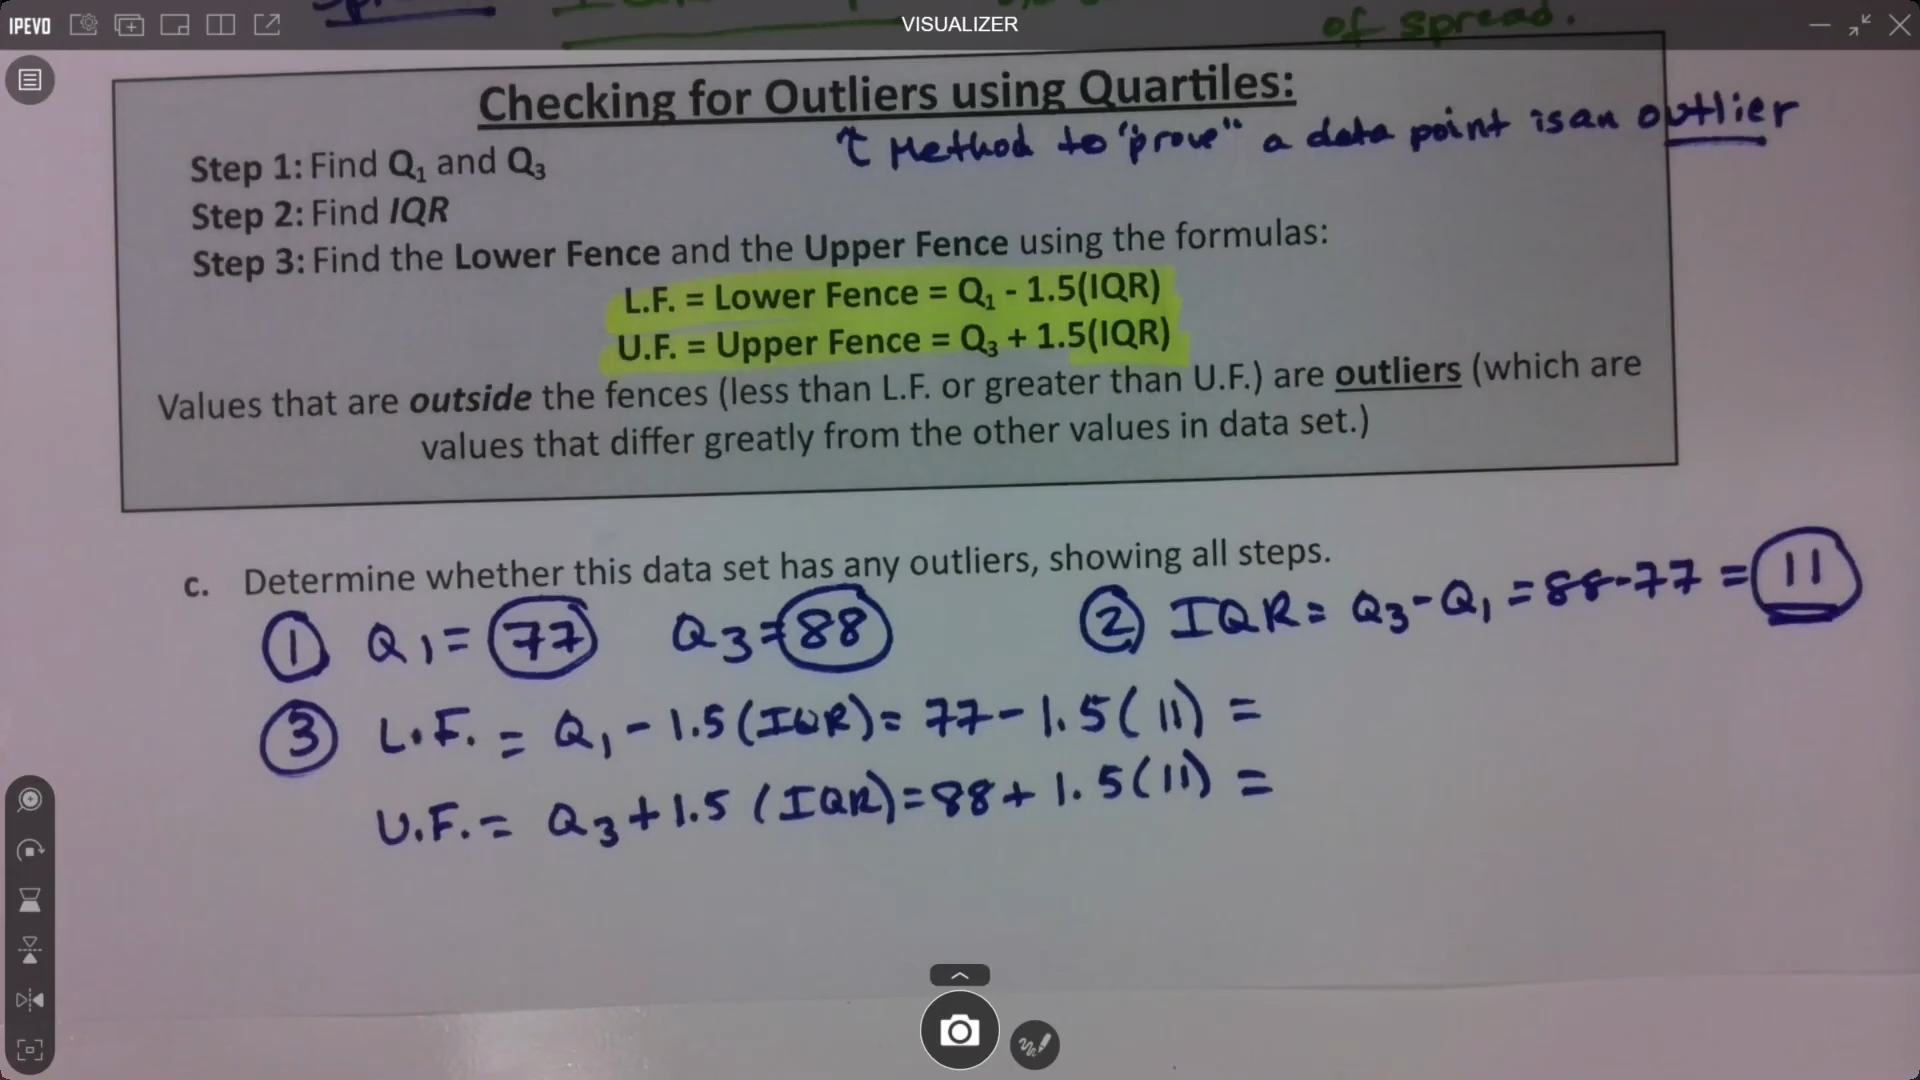 IPEVO
VISUALIZER
of spread.
Checking for Outliers using Quartiles:
Method to "prove" a data point is an outlier
Step 1: Find Q₁ and Q₃
Step 2: Find IQR
Step 3: Find the Lower Fence and the Upper Fence using the formulas:
L.F. = Lower Fence = Q₁ - 1.5(IQR)
U.F. = Upper Fence = Q₃ + 1.5(IQR)
Values that are outside the fences (less than L.F. or greater than U.F.) are outliers (which are
values that differ greatly from the other values in data set.)
c. Determine whether this data set has any outliers, showing all steps.
① Q₁ = 77 Q₃ = 88 ② IQR = Q₃ - Q₁ = 88 - 77 = 11
③ L.F. = Q₁ - 1.5 (IQR) = 77 - 1.5 ( 11 ) =
U.F. = Q₃ + 1.5 (IQR) = 88 + 1.5 (11) =